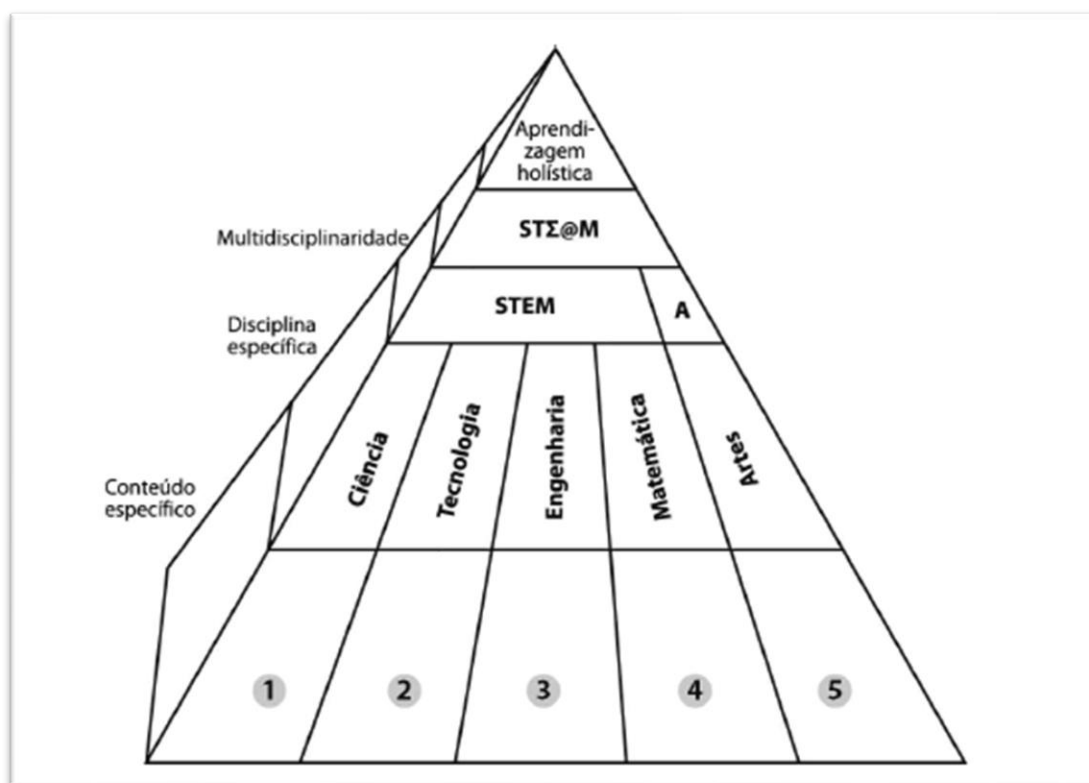 Aprendi-
zagem
holística
Multidisciplinaridade
STΣ@M
Disciplina
específica
STEM
A
Conteúdo
específico
Ciência
Tecnologia
Engenharia
Matemática
Artes
1
2
3
4
5